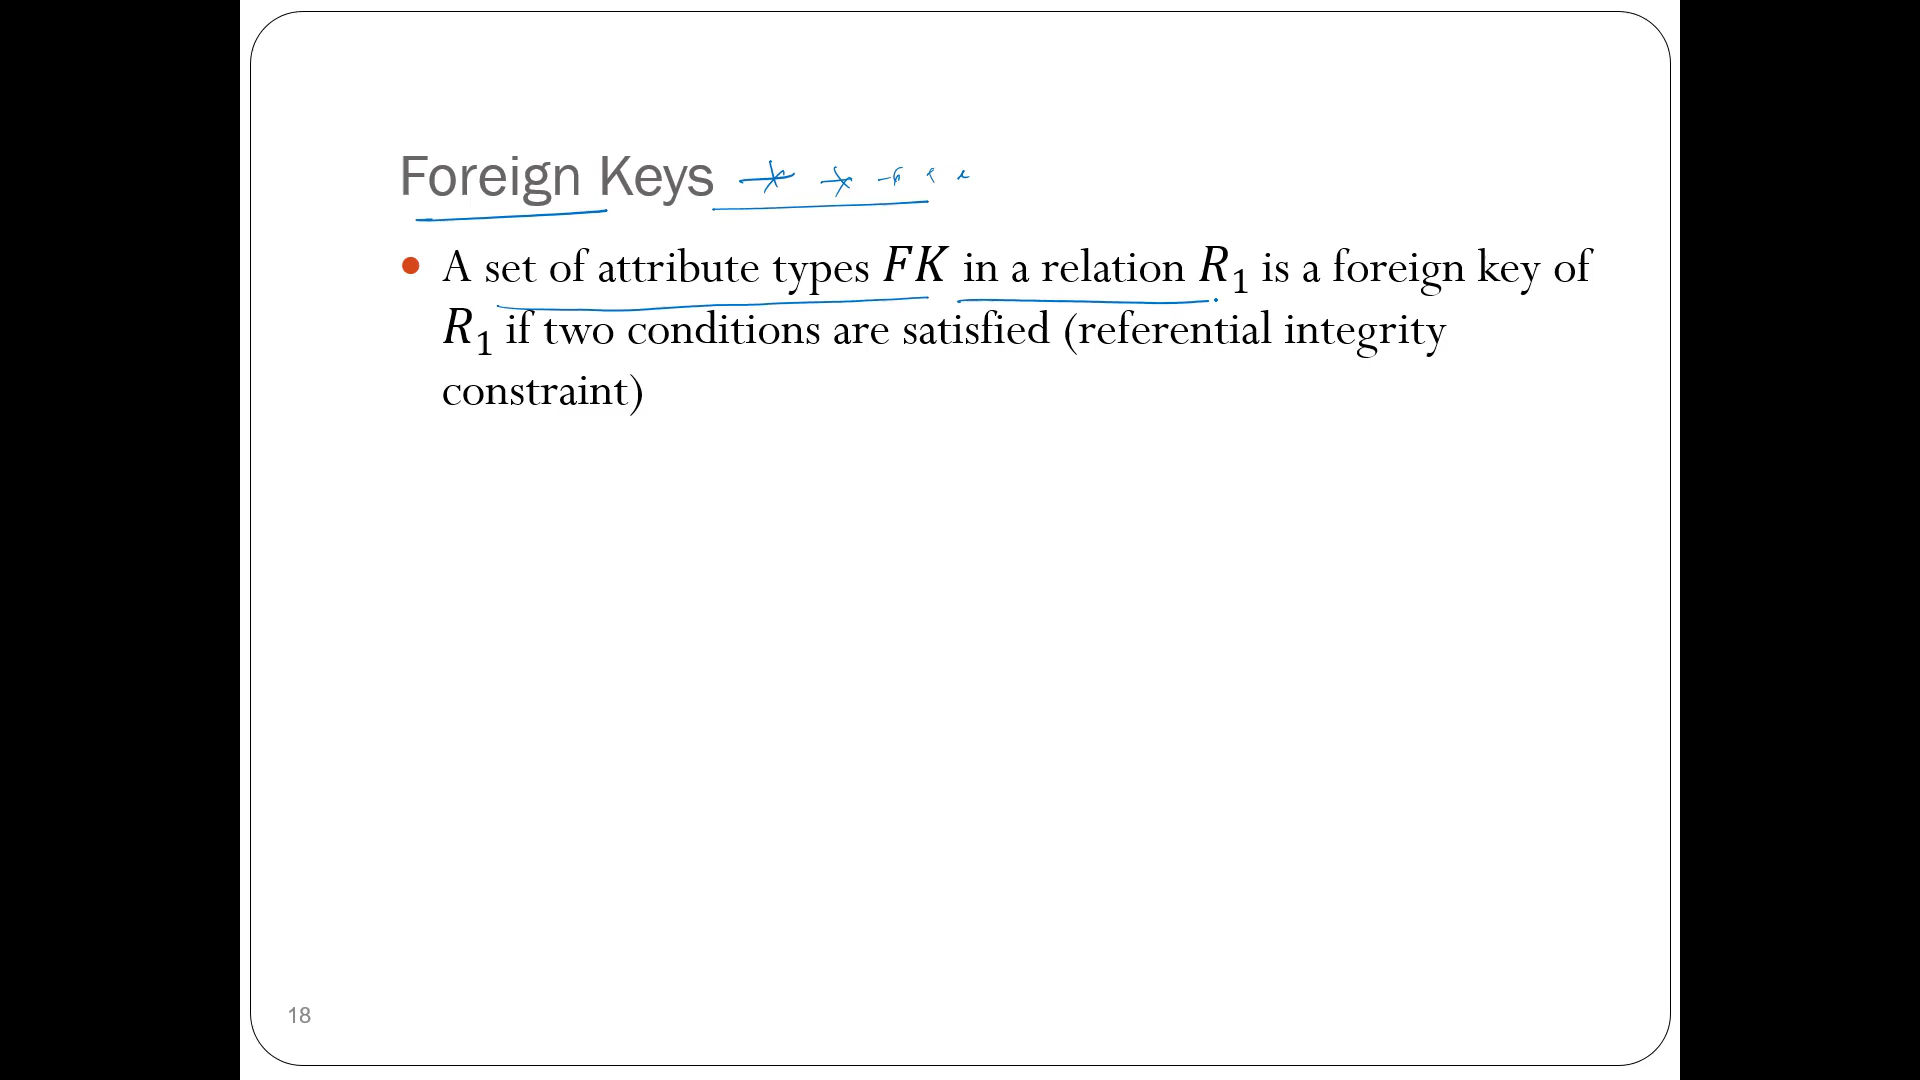 Foreign Keys
• A set of attribute types FK in a relation R₁ is a foreign key of
R₁ if two conditions are satisfied (referential integrity
constraint)
18